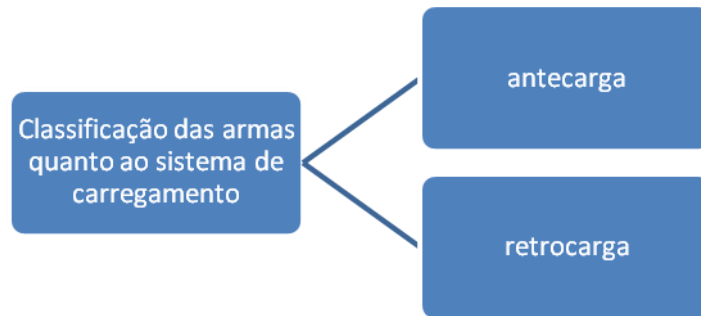 Classificação das armas
quanto ao sistema de
carregamento
antecarga
retrocarga